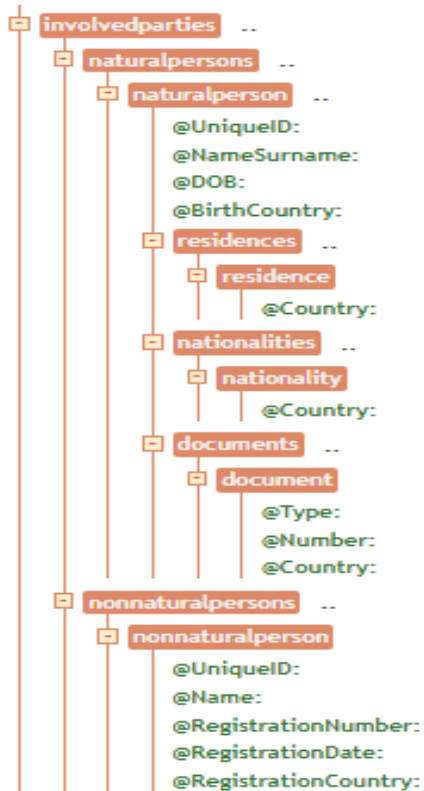 involvedparties ..
naturalpersons ..
naturalperson ..
@UniqueID:
@NameSurname:
@DOB:
@BirthCountry:
residences ..
residence
@Country:
nationalities ..
nationality
@Country:
documents ..
document
@Type:
@Number:
@Country:
nonnaturalpersons ..
nonnaturalperson
@UniqueID:
@Name:
@RegistrationNumber:
@RegistrationDate:
@RegistrationCountry: